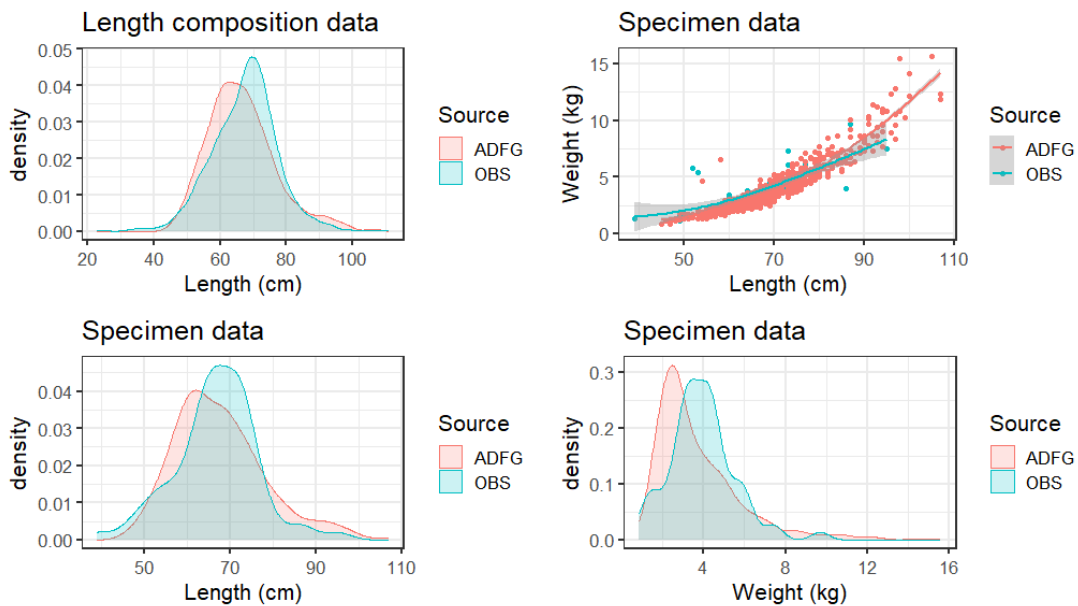 Length composition data
density
0.05
0.04
0.03
0.02
0.01
0.00
20 40 60 80 100
Length (cm)
Source
ADFG
OBS
Specimen data
Weight (kg)
15
10
5
0
50 70 90 110
Length (cm)
Source
ADFG
OBS
Specimen data
density
0.04
0.03
0.02
0.01
0.00
50 70 90 110
Length (cm)
Source
ADFG
OBS
Specimen data
density
0.3
0.2
0.1
0.0
4 8 12 16
Weight (kg)
Source
ADFG
OBS